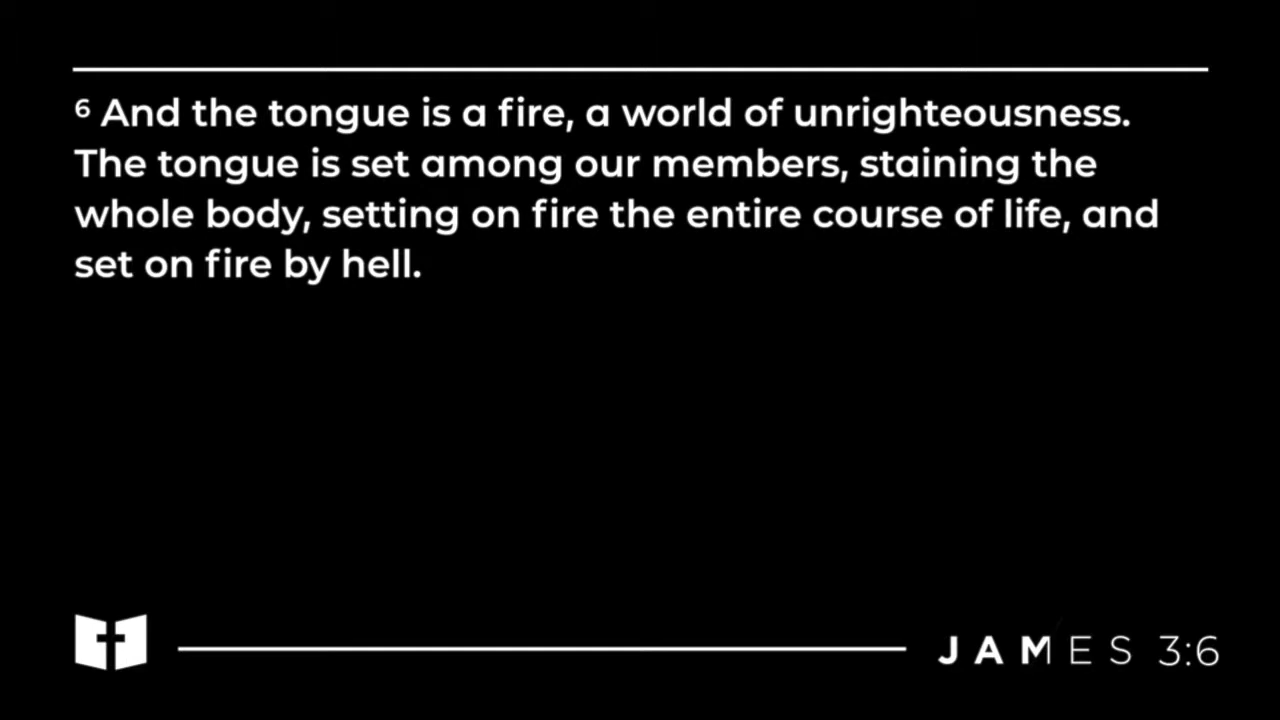 ⁶ And the tongue is a fire, a world of unrighteousness.
The tongue is set among our members, staining the
whole body, setting on fire the entire course of life, and
set on fire by hell.
JAMES 3:6